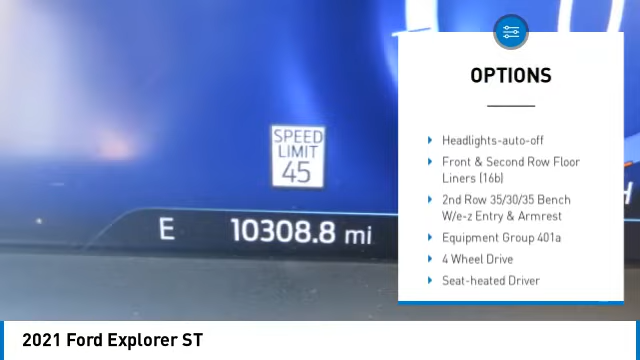 SPEED
LIMIT
45
E 10308.8 mi
OPTIONS
Headlights-auto-off
Front & Second Row Floor
Liners (16b)
2nd Row 35/30/35 Bench
W/e-z Entry & Armrest
Equipment Group 401a
4 Wheel Drive
Seat-heated Driver
2021 Ford Explorer ST